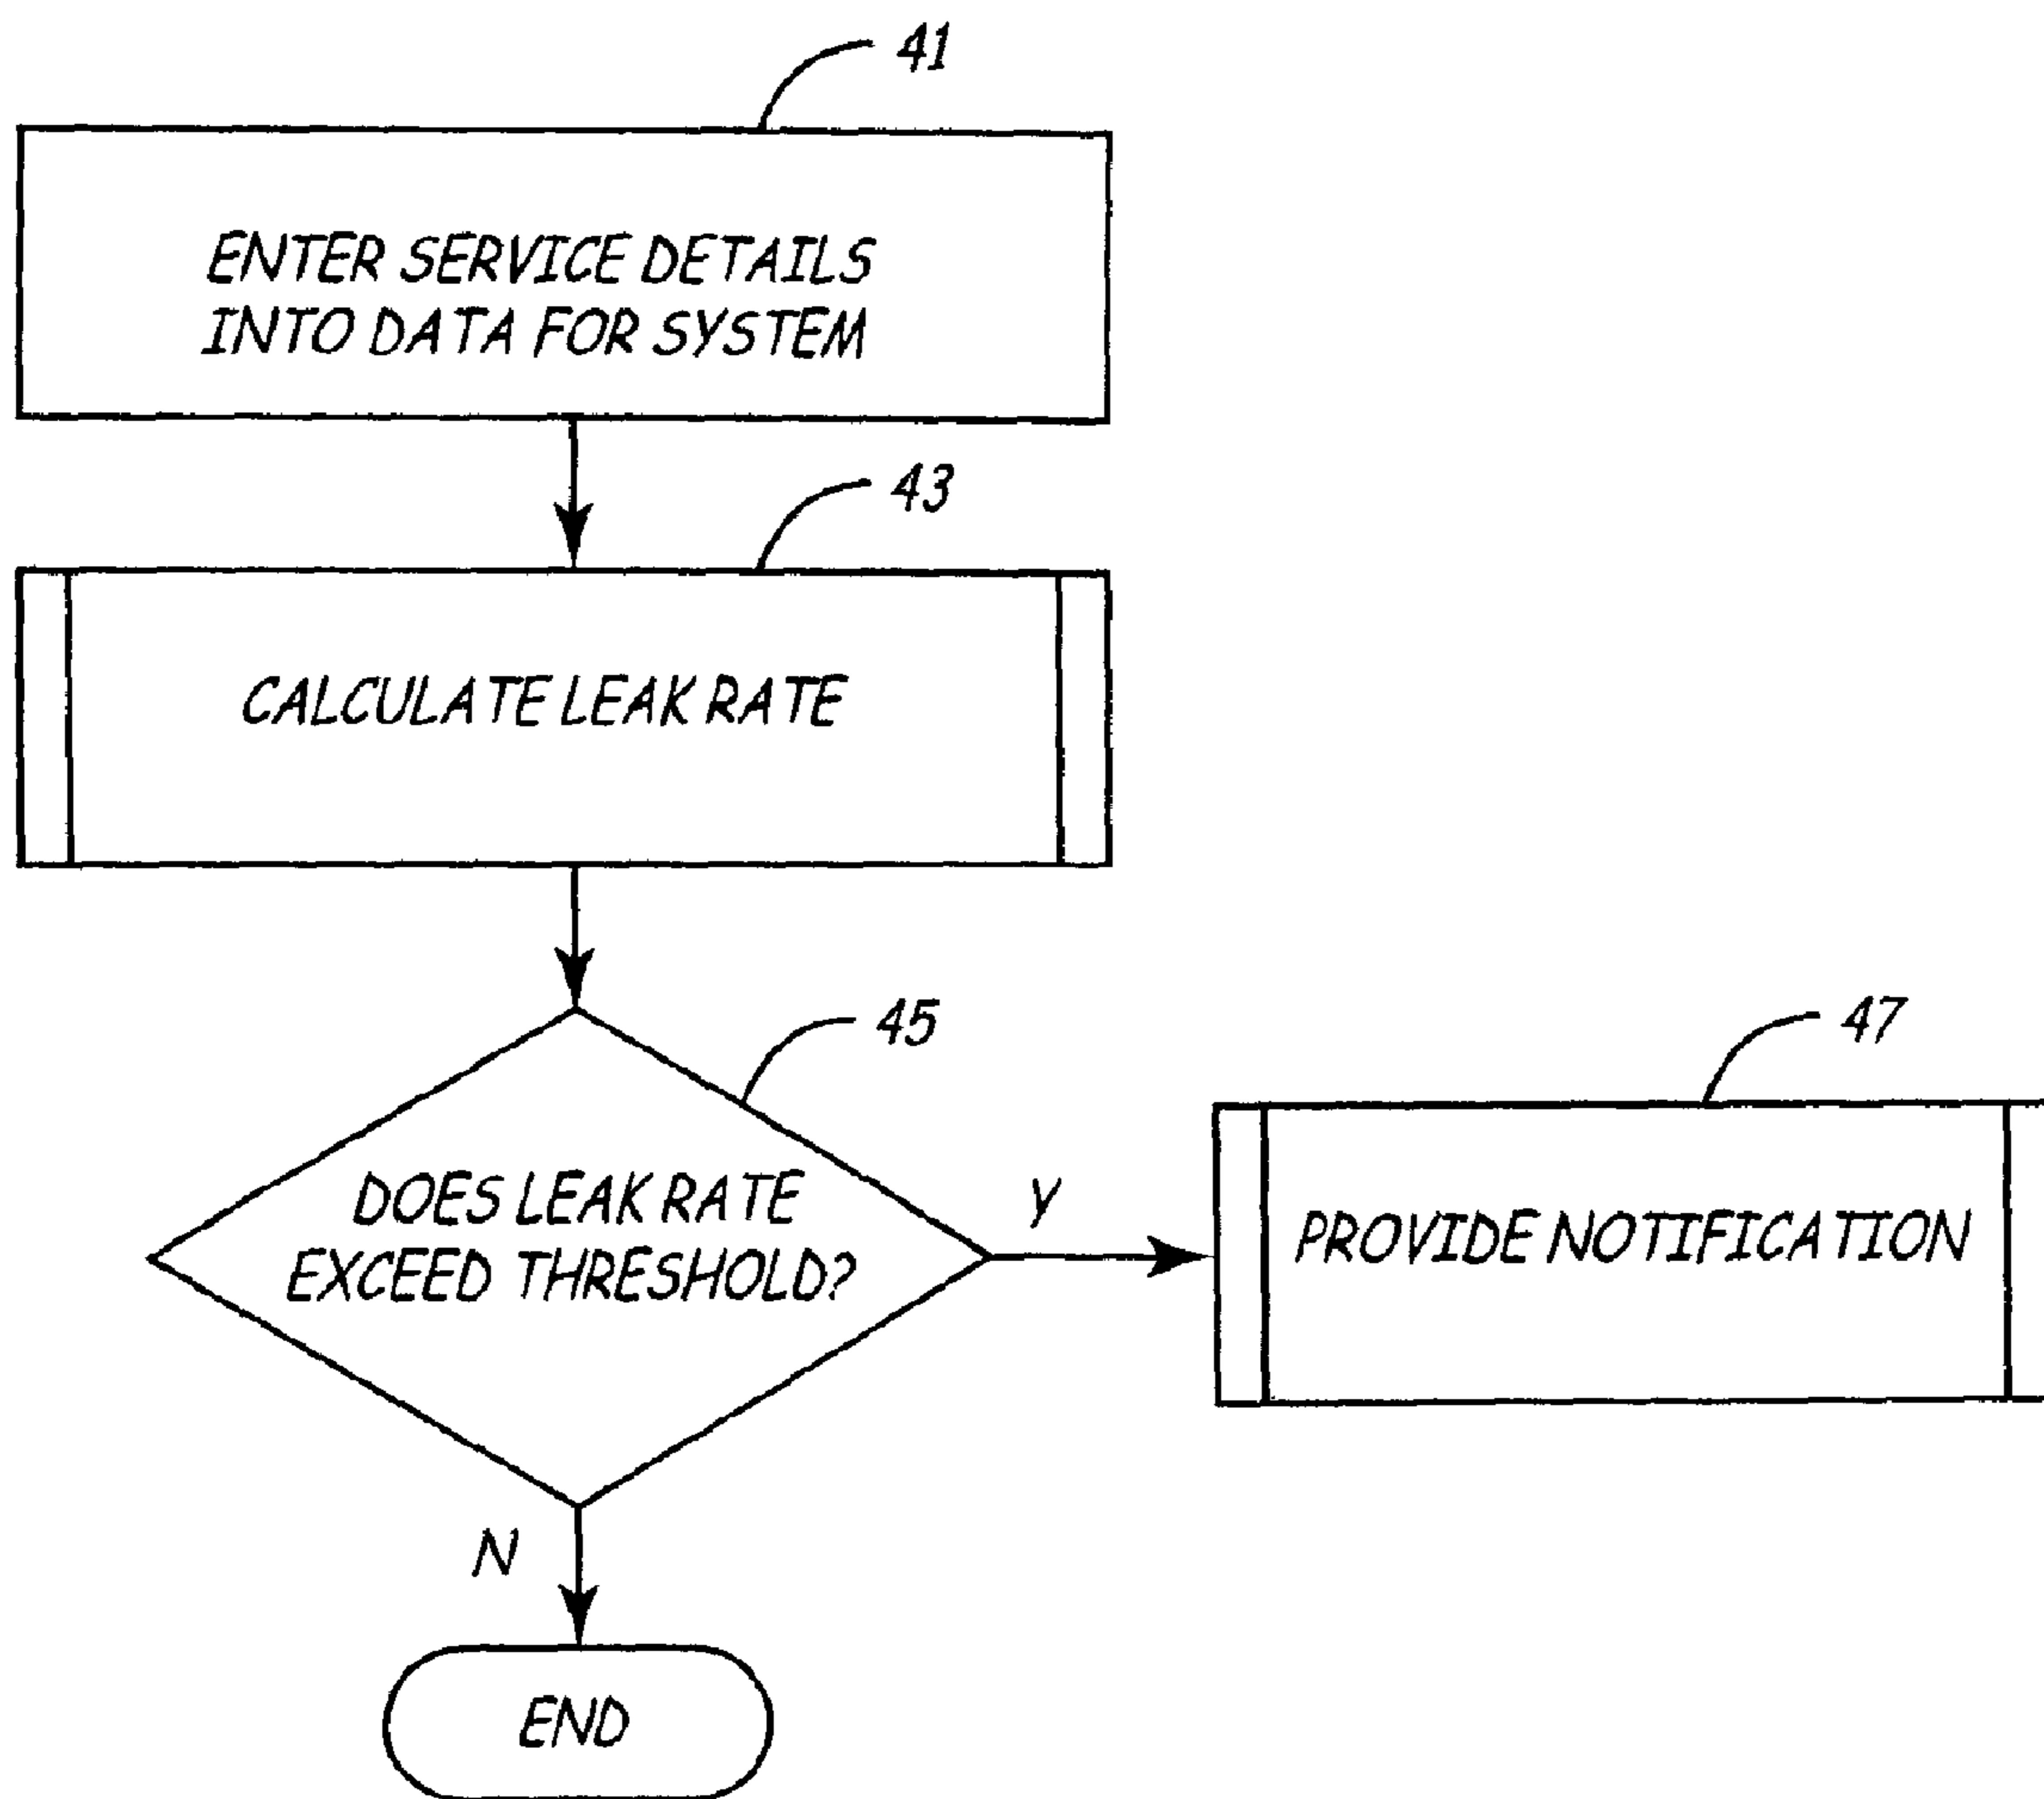 41
ENTER SERVICE DETAILS
INTO DATA FOR SYSTEM
43
CALCULATE LEAK RATE
45
DOES LEAK RATE
EXCEED THRESHOLD?
Y
47
PROVIDE NOTIFICATION
N
END